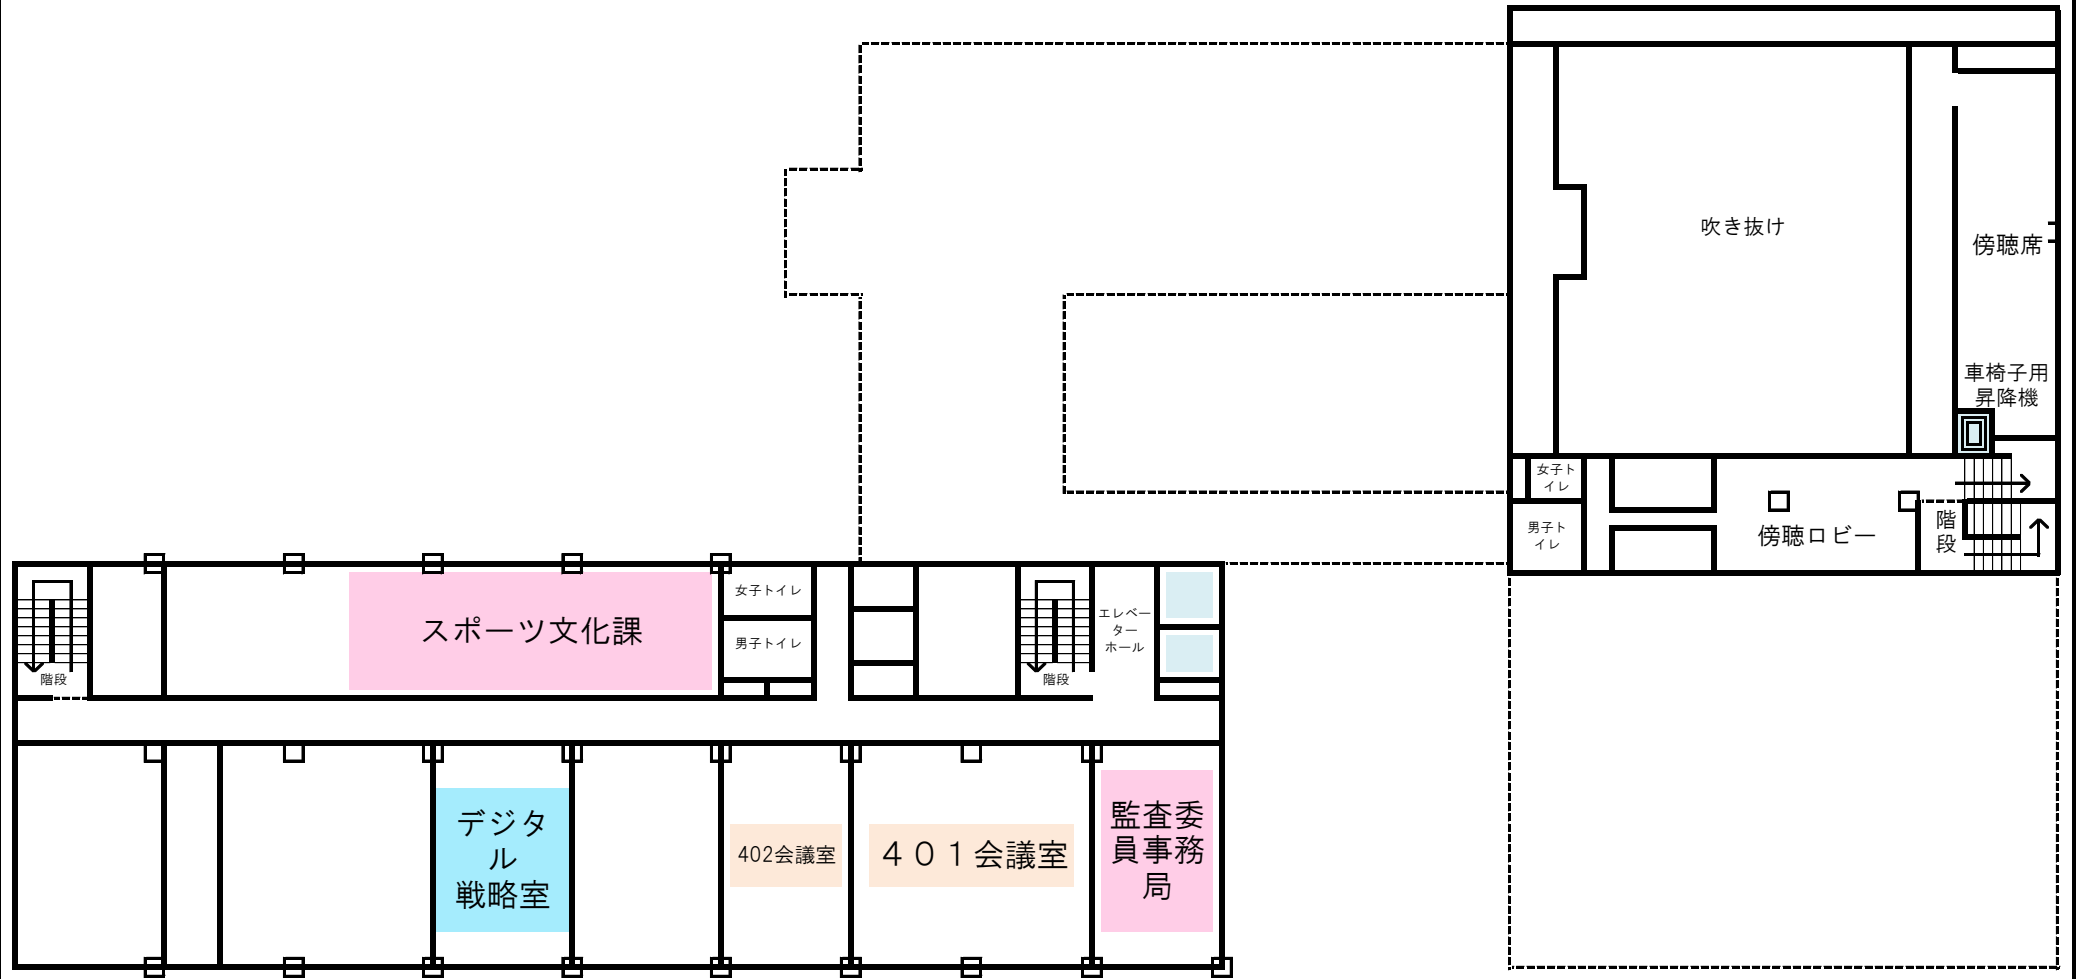 吹き抜け
傍聴席
車椅子用
昇降機
女子ト
イレ
男子ト
イレ
傍聴ロビー
階
段
階段
スポーツ文化課
女子トイレ
男子トイレ
階段
エレベー
ター
ホール
デジタ
ル
戦略室
402会議室
４０１会議室
監査委
員事務
局